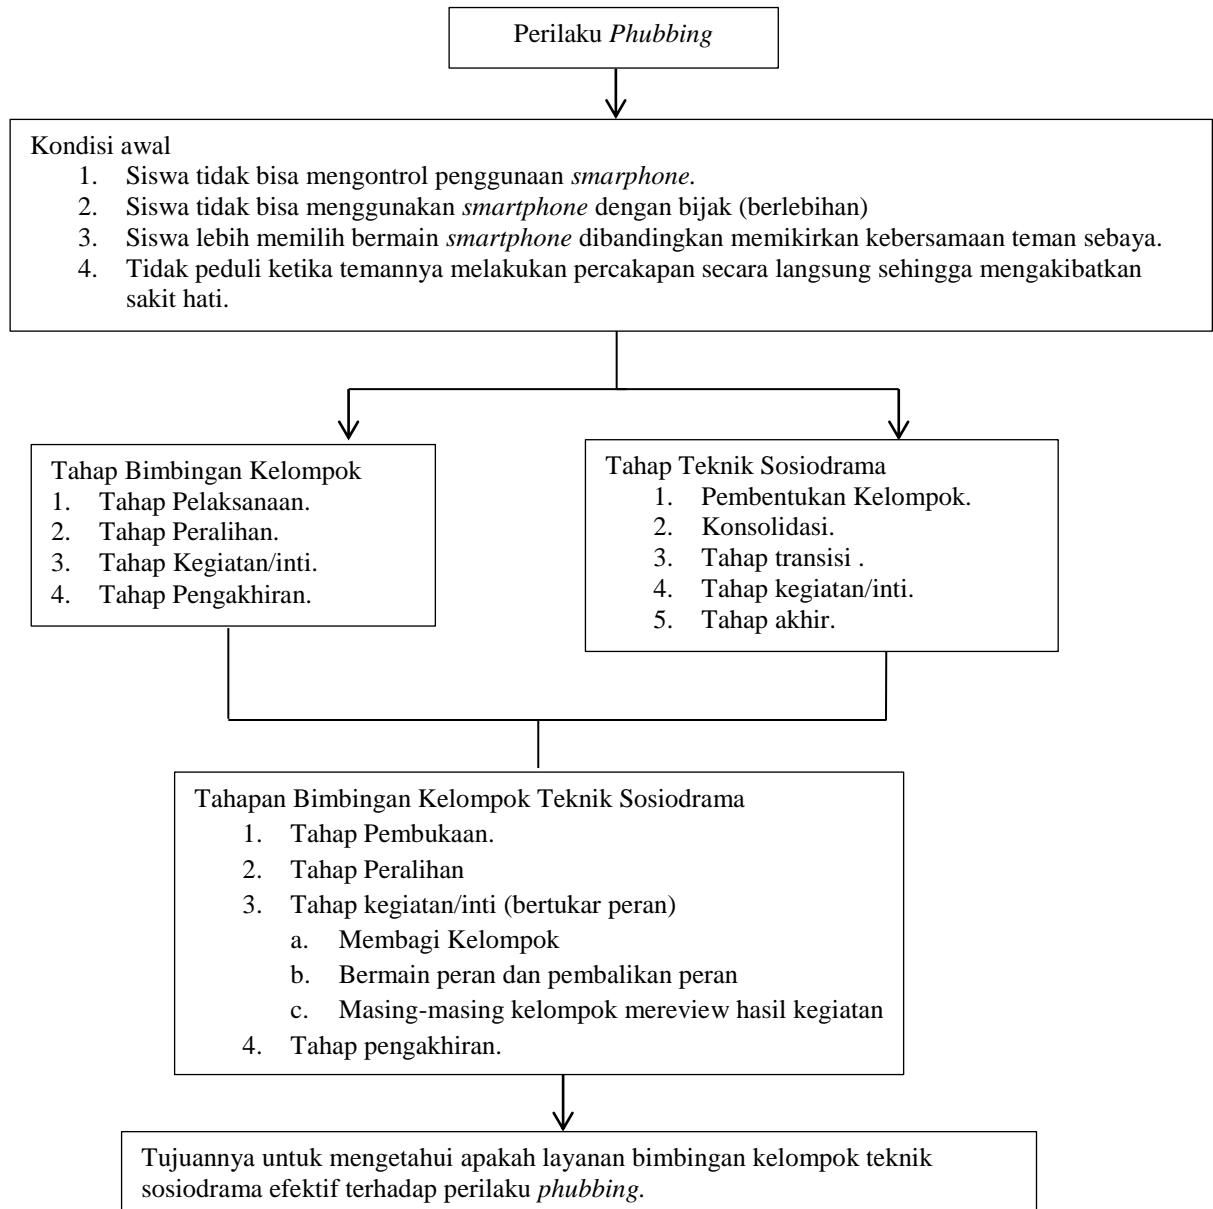 Perilaku Phubbing
Kondisi awal
1. Siswa tidak bisa mengontrol penggunaan smarphone.
2. Siswa tidak bisa menggunakan smartphone dengan bijak (berlebihan)
3. Siswa lebih memilih bermain smartphone dibandingkan memikirkan kebersamaan teman sebaya.
4. Tidak peduli ketika temannya melakukan percakapan secara langsung sehingga mengakibatkan
sakit hati.
Tahap Bimbingan Kelompok
1. Tahap Pelaksanaan.
2. Tahap Peralihan.
3. Tahap Kegiatan/inti.
4. Tahap Pengakhiran.
Tahap Teknik Sosiodrama
1. Pembentukan Kelompok.
2. Konsolidasi.
3. Tahap transisi .
4. Tahap kegiatan/inti.
5. Tahap akhir.
Tahapan Bimbingan Kelompok Teknik Sosiodrama
1. Tahap Pembukaan.
2. Tahap Peralihan
3. Tahap kegiatan/inti (bertukar peran)
a. Membagi Kelompok
b. Bermain peran dan pembalikan peran
c. Masing-masing kelompok mereview hasil kegiatan
4. Tahap pengakhiran.
Tujuannya untuk mengetahui apakah layanan bimbingan kelompok teknik
sosiodrama efektif terhadap perilaku phubbing.